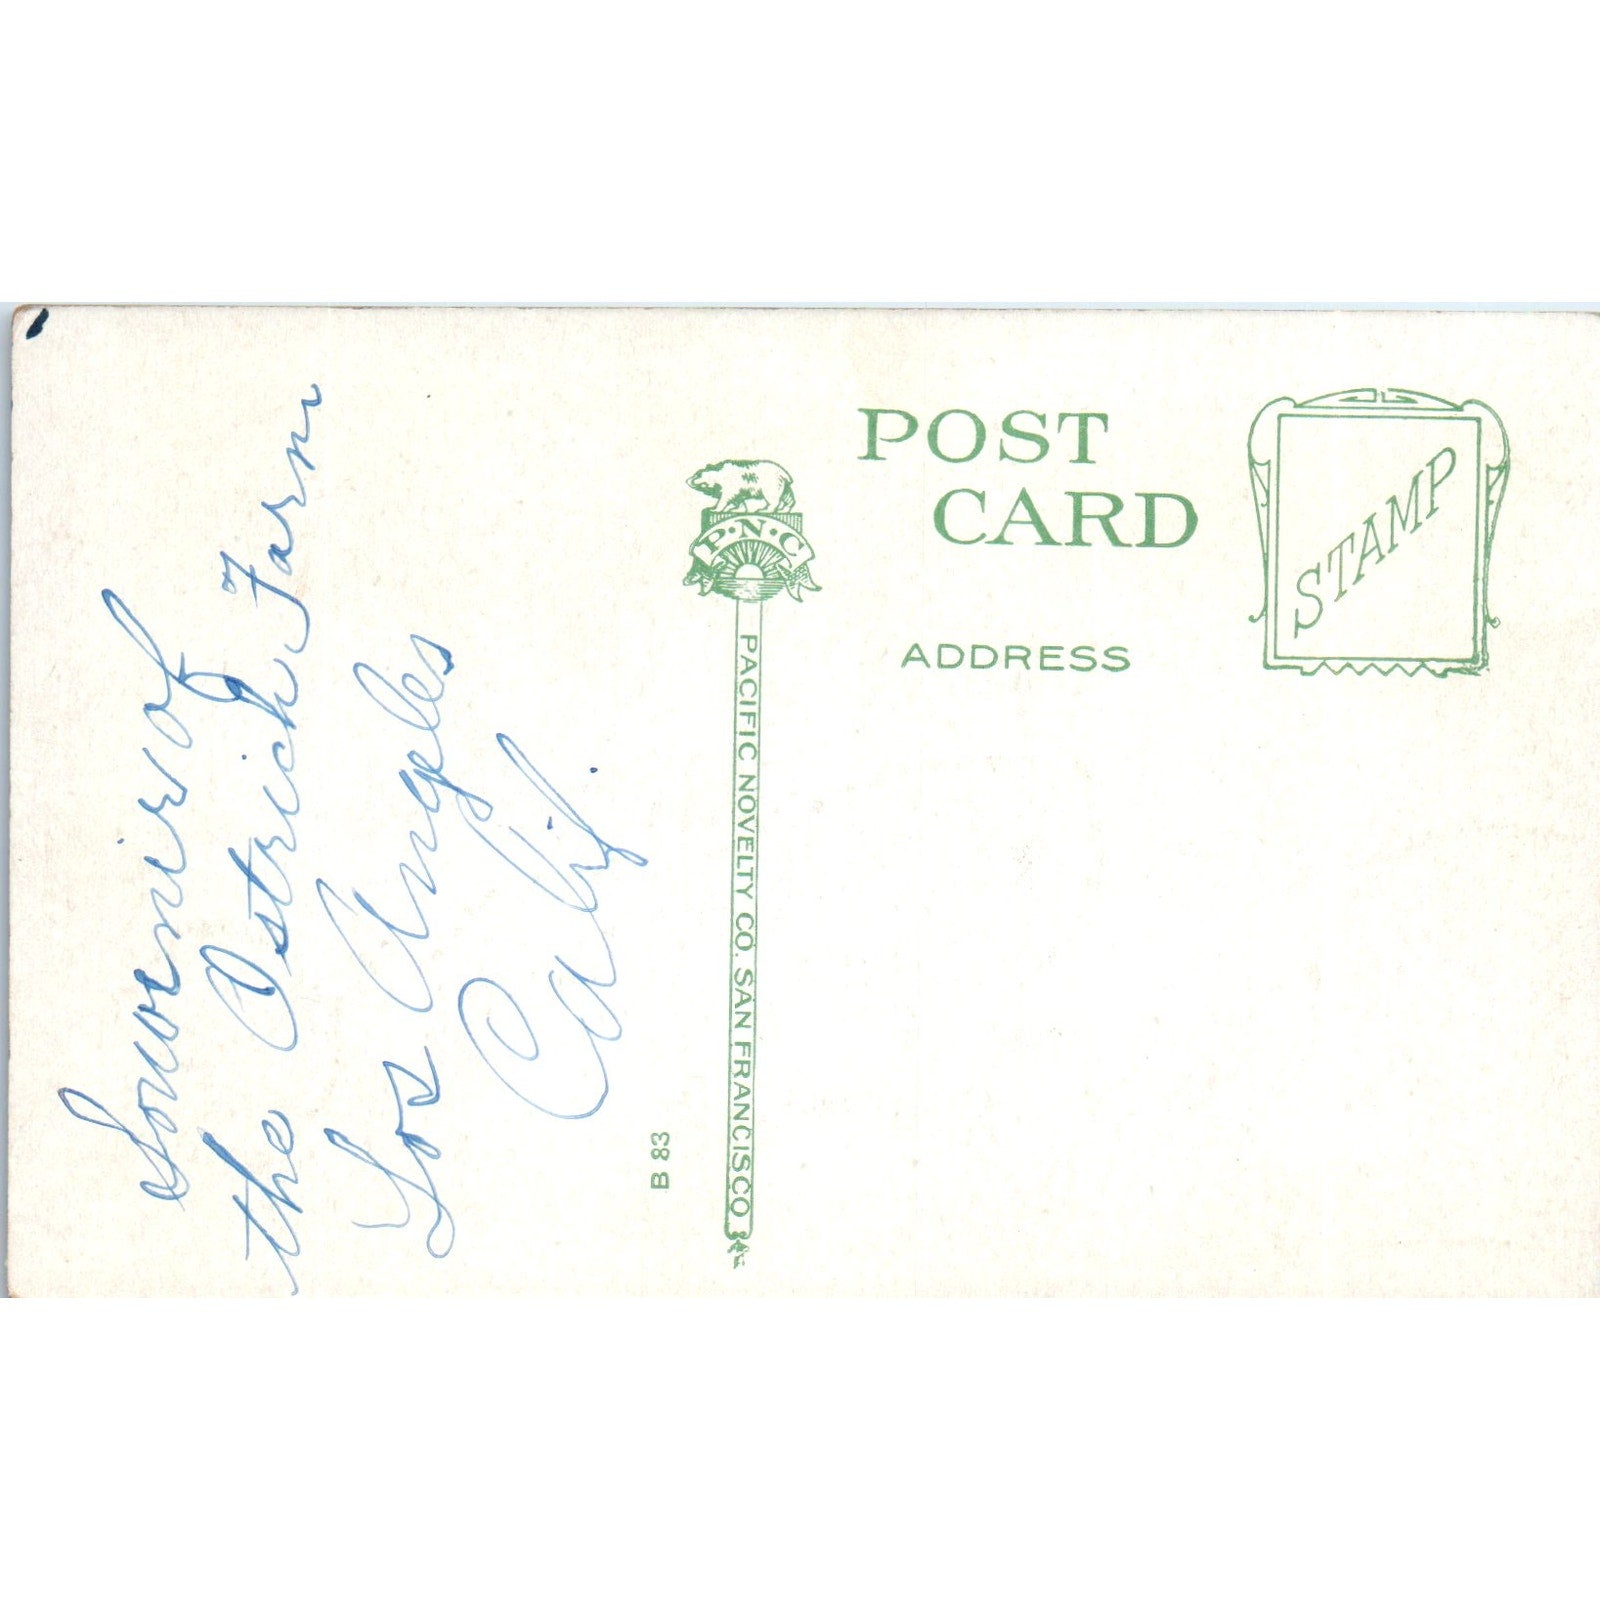 Souvenir of
the Ostrich Farm
Los Angeles
Calif.
B 83
P·N·C
PACIFIC NOVELTY CO. SAN FRANCISCO
POST
CARD
ADDRESS
STAMP